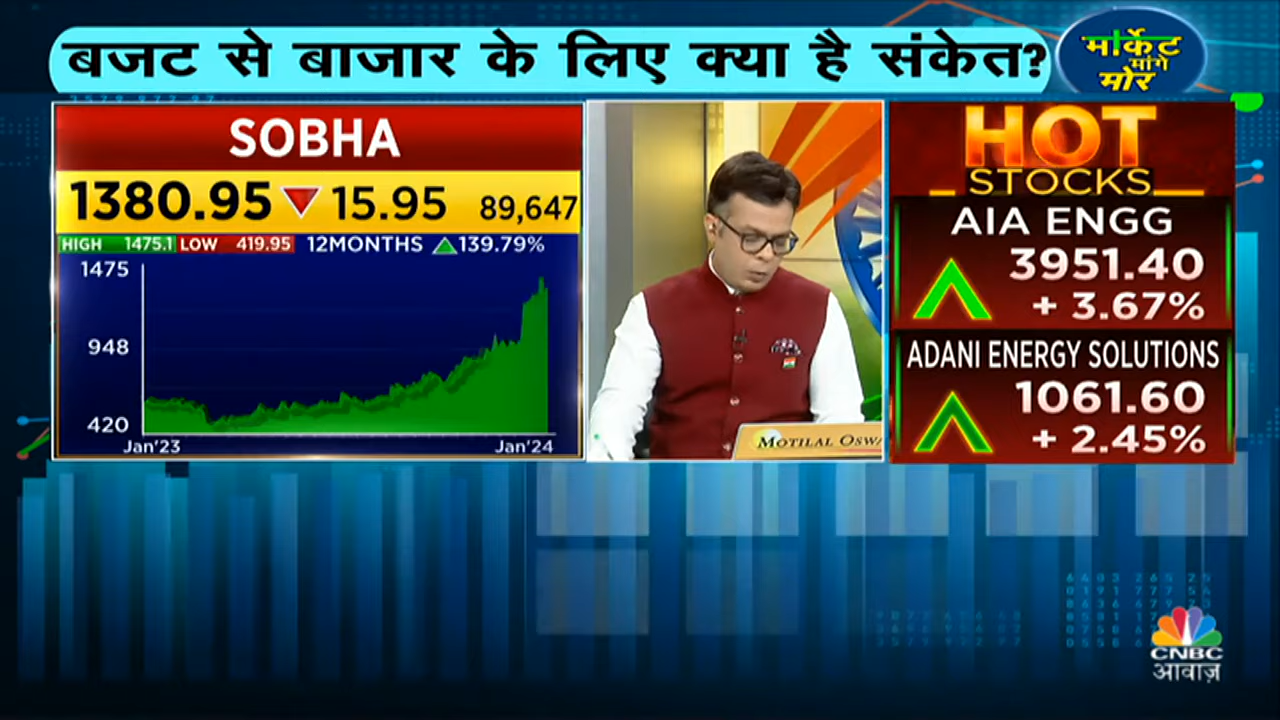 बजट से बाजार के लिए क्या है संकेत?
मार्केट
मांगे
मोर
SOBHA
1380.95 ▼ 15.95 89,647
HIGH 1475.1 LOW 419.95 12MONTHS ▲ 139.79%
1475
948
420
Jan'23 Jan'24
MOTILAL OSWA
HOT
STOCKS
AIA ENGG
3951.40
+ 3.67%
ADANI ENERGY SOLUTIONS
1061.60
+ 2.45%
CNBC
आवाज़